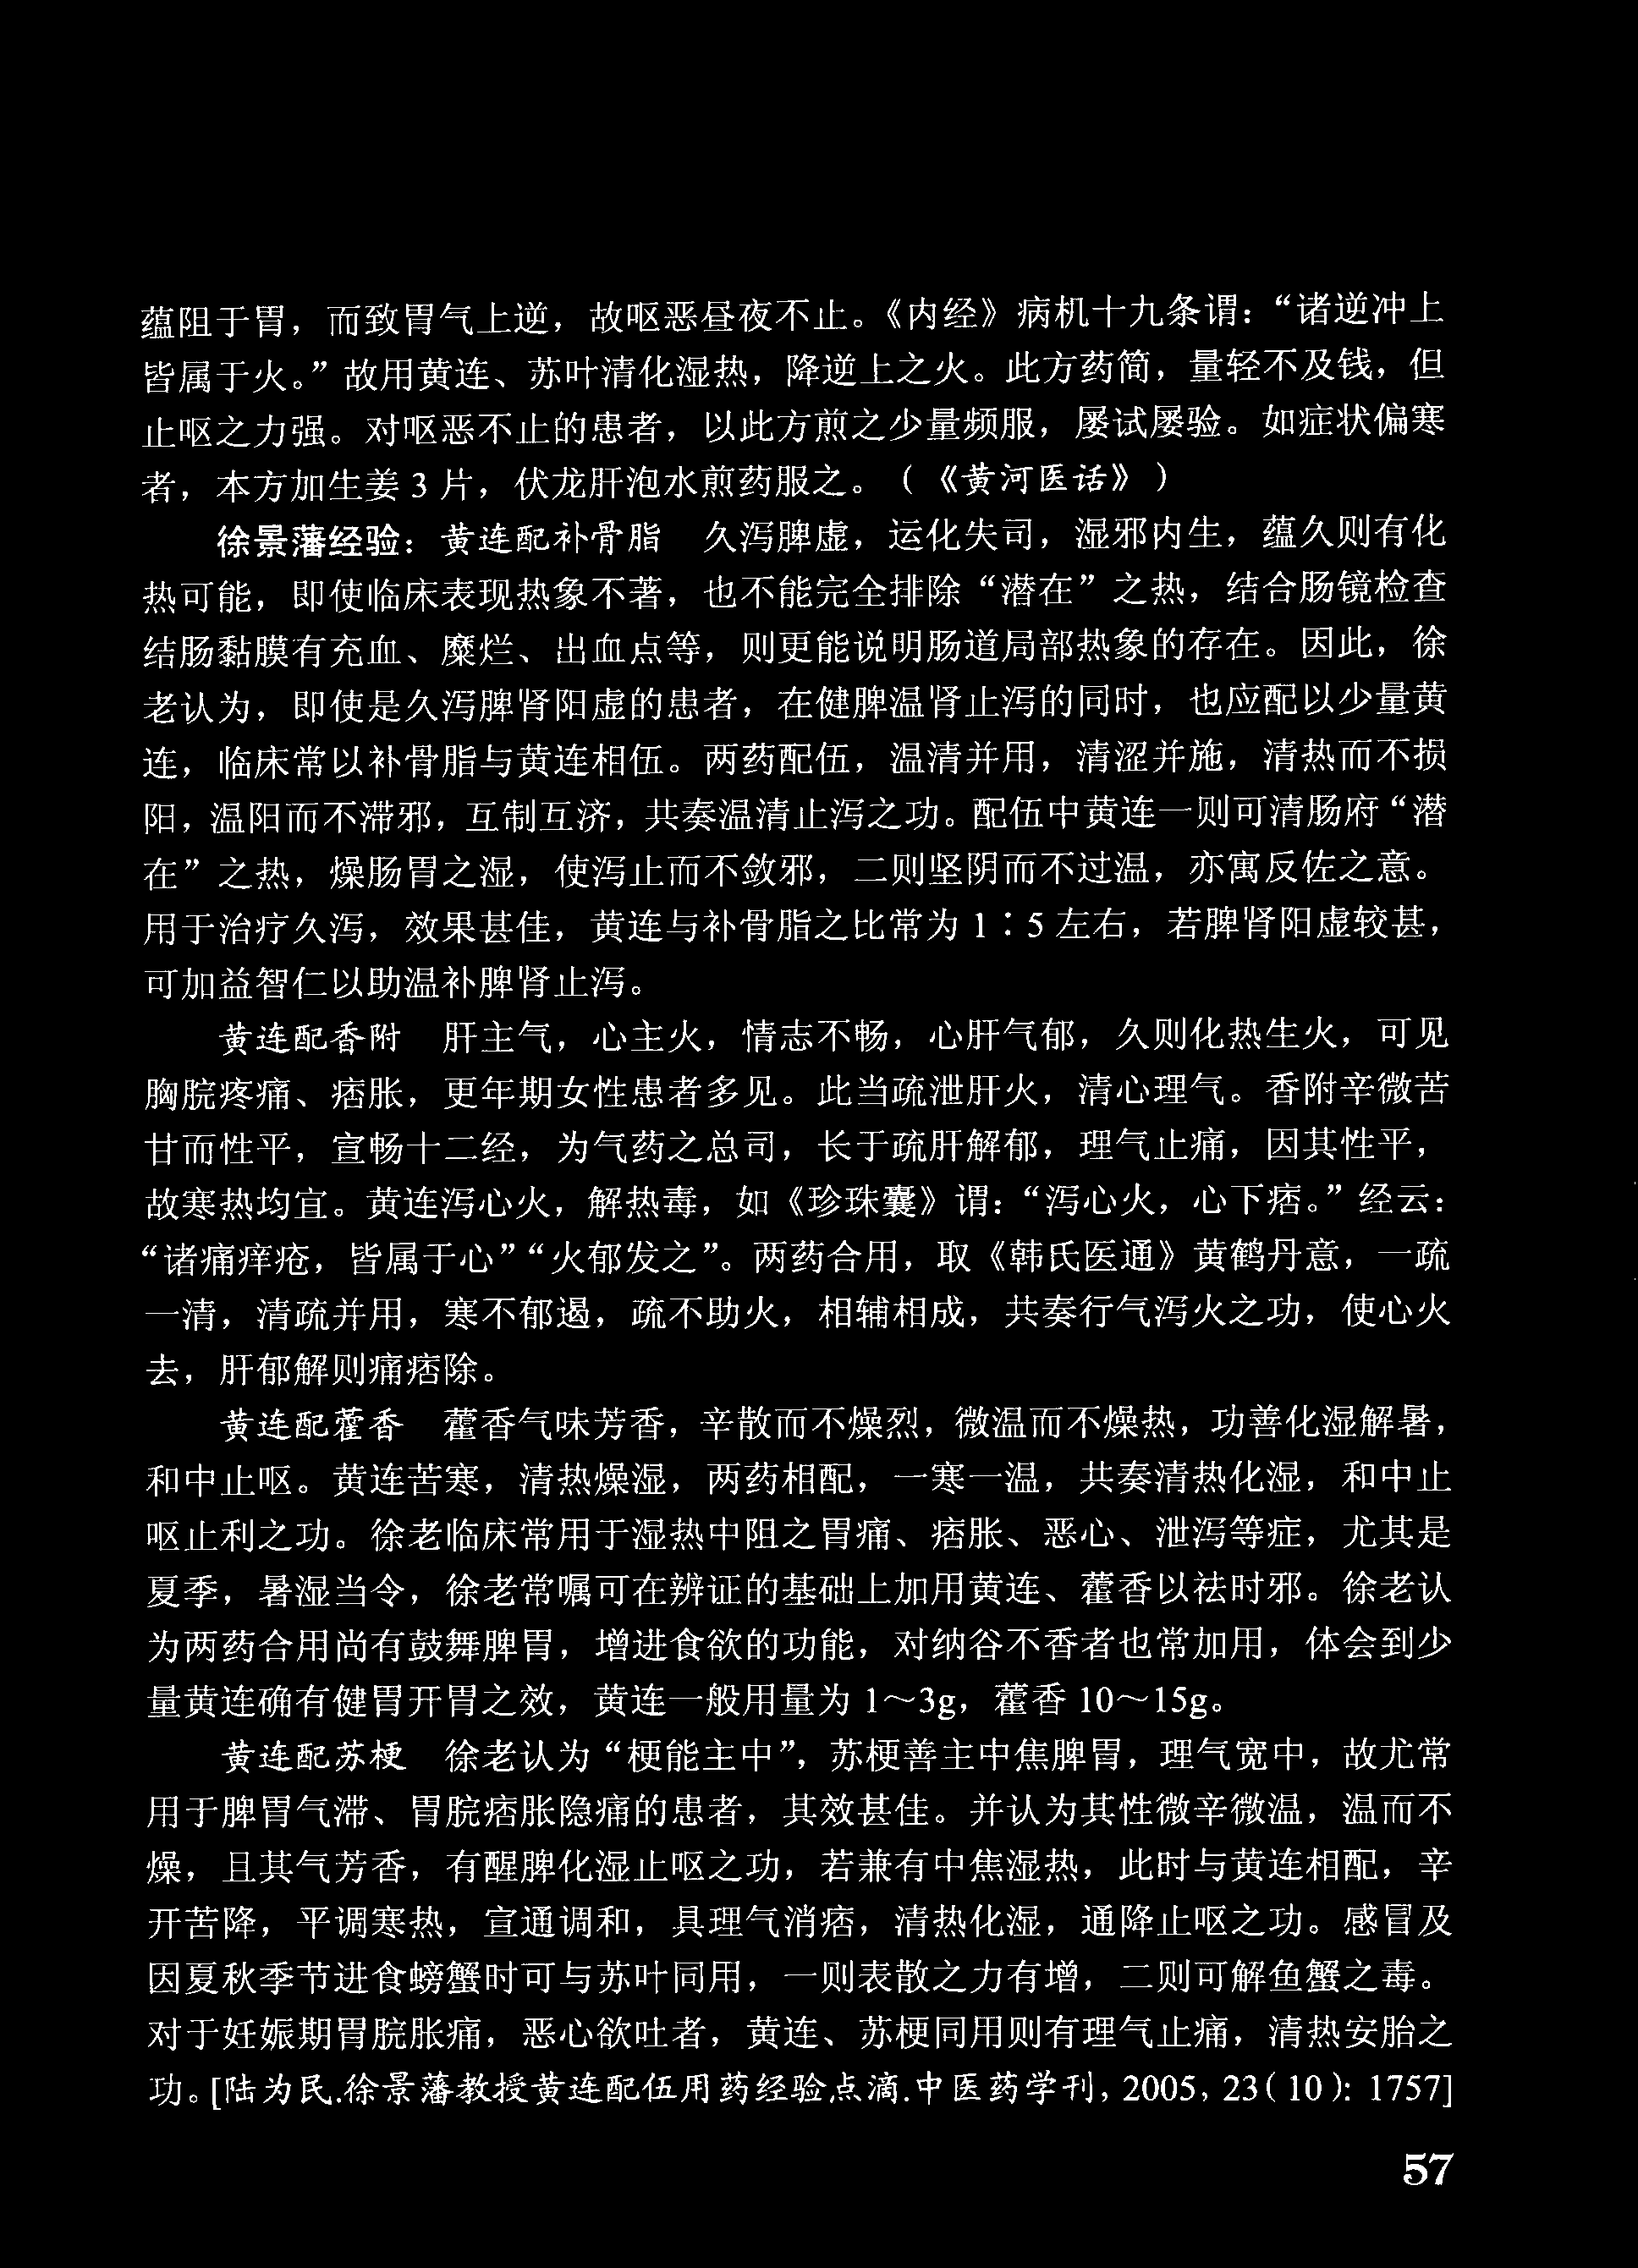 蕴阻于胃，而致胃气上逆，故呕恶昼夜不止。《内经》病机十九条谓：“诸逆冲上
皆属于火。”故用黄连、苏叶清化湿热，降逆上之火。此方药简，量轻不及钱，但
止呕之力强。对呕恶不止的患者，以此方煎之少量频服，屡试屡验。如症状偏寒
者，本方加生姜 3 片，伏龙肝泡水煎药服之。（《黄河医话》）
徐景藩经验：黄连配补骨脂　久泻脾虚，运化失司，湿邪内生，蕴久则有化
热可能，即使临床表现热象不著，也不能完全排除“潜在”之热，结合肠镜检查
结肠黏膜有充血、糜烂、出血点等，则更能说明肠道局部热象的存在。因此，徐
老认为，即使是久泻脾肾阳虚的患者，在健脾温肾止泻的同时，也应配以少量黄
连，临床常以补骨脂与黄连相伍。两药配伍，温清并用，清涩并施，清热而不损
阳，温阳而不滞邪，互制互济，共奏温清止泻之功。配伍中黄连一则可清肠府“潜
在”之热，燥肠胃之湿，使泻止而不敛邪，二则坚阴而不过温，亦寓反佐之意。
用于治疗久泻，效果甚佳，黄连与补骨脂之比常为 1∶5 左右，若脾肾阳虚较甚，
可加益智仁以助温补脾肾止泻。
黄连配香附　肝主气，心主火，情志不畅，心肝气郁，久则化热生火，可见
胸脘疼痛、痞胀，更年期女性患者多见。此当疏泄肝火，清心理气。香附辛微苦
甘而性平，宣畅十二经，为气药之总司，长于疏肝解郁，理气止痛，因其性平，
故寒热均宜。黄连泻心火，解热毒，如《珍珠囊》谓：“泻心火，心下痞。”经云：
“诸痛痒疮，皆属于心”“火郁发之”。两药合用，取《韩氏医通》黄鹤丹意，一疏
一清，清疏并用，寒不郁遏，疏不助火，相辅相成，共奏行气泻火之功，使心火
去，肝郁解则痛痞除。
黄连配藿香　藿香气味芳香，辛散而不燥烈，微温而不燥热，功善化湿解暑，
和中止呕。黄连苦寒，清热燥湿，两药相配，一寒一温，共奏清热化湿，和中止
呕止利之功。徐老临床常用于湿热中阻之胃痛、痞胀、恶心、泄泻等症，尤其是
夏季，暑湿当令，徐老常嘱可在辨证的基础上加用黄连、藿香以祛时邪。徐老认
为两药合用尚有鼓舞脾胃，增进食欲的功能，对纳谷不香者也常加用，体会到少
量黄连确有健胃开胃之效，黄连一般用量为 1～3g，藿香 10～15g。
黄连配苏梗　徐老认为“梗能主中”，苏梗善主中焦脾胃，理气宽中，故尤常
用于脾胃气滞、胃脘痞胀隐痛的患者，其效甚佳。并认为其性微辛微温，温而不
燥，且其气芳香，有醒脾化湿止呕之功，若兼有中焦湿热，此时与黄连相配，辛
开苦降，平调寒热，宣通调和，具理气消痞，清热化湿，通降止呕之功。感冒及
因夏秋季节进食螃蟹时可与苏叶同用，一则表散之力有增，二则可解鱼蟹之毒。
对于妊娠期胃脘胀痛，恶心欲吐者，黄连、苏梗同用则有理气止痛，清热安胎之
功。[陆为民.徐景藩教授黄连配伍用药经验点滴.中医药学刊，2005，23（10）：1757]
57